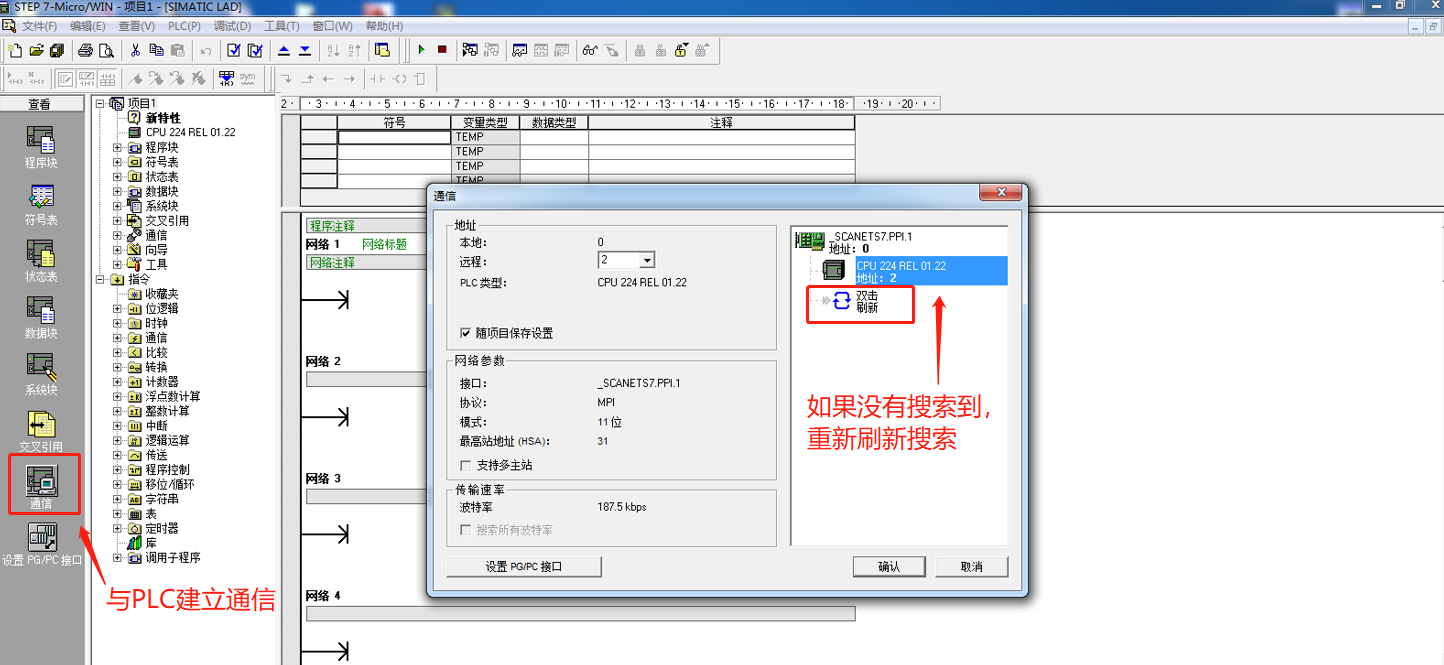 STEP 7-Micro/WIN - 项目1 - [SIMATIC LAD]
文件(F) 编辑(E) 查看(V) PLC(P) 调试(D) 工具(T) 窗口(W) 帮助(H)
查看
程序块
符号表
状态表
数据块
系统块
交叉引用
通信
设置 PG/PC 接口
项目1
新特性
CPU 224 REL 01.22
程序块
符号表
状态表
数据块
系统块
交叉引用
通信
向导
工具
指令
收藏夹
位逻辑
时钟
通信
比较
转换
计数器
浮点数计算
整数计算
中断
逻辑运算
传送
程序控制
移位/循环
字符串
表
定时器
库
调用子程序
与PLC建立通信
2 · 3 · 4 · 5 · 6 · 7 · 8 · 9 · 10 · 11 · 12 · 13 · 14 · 15 · 16 · 17 · 18 · 19 · 20
符号 变量类型 数据类型 注释
TEMP
TEMP
TEMP
TEMP
程序注释
网络 1 网络标题
网络注释
网络 2
网络 3
网络 4
通信
地址
本地: 0
远程: 2
PLC 类型: CPU 224 REL 01.22
随项目保存设置
网络参数
接口: _SCANETS7.PPI.1
协议: MPI
模式: 11 位
最高站地址 (HSA): 31
支持多主站
传输速率
波特率 187.5 kbps
搜索所有波特率
设置 PG/PC 接口
确认 取消
_SCANETS7.PPI.1
地址: 0
CPU 224 REL 01.22
地址: 2
双击
刷新
如果没有搜索到，
重新刷新搜索